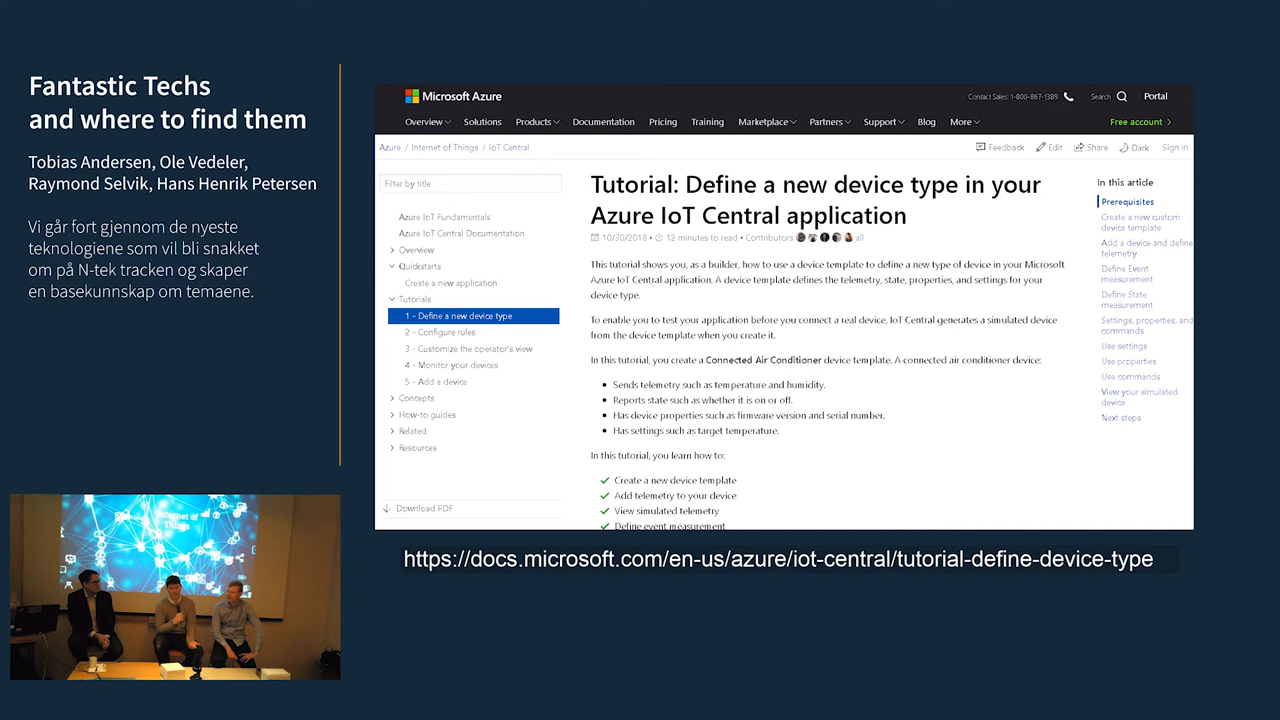 Fantastic Techs
and where to find them
Tobias Andersen, Ole Vedeler,
Raymond Selvik, Hans Henrik Petersen
Vi går fort gjennom de nyeste
teknologiene som vil bli snakket
om på N-tek tracken og skaper
en basekunnskap om temaene.
Internet of
Things
Microsoft Azure
Contact Sales: 1-800-867-1389
Search
Portal
Overview
Solutions
Products
Documentation
Pricing
Training
Marketplace
Partners
Support
Blog
More
Free account
Azure / Internet of Things / IoT Central
Feedback
Edit
Share
Dark
Sign in
Filter by title
Azure IoT Fundamentals
Azure IoT Central Documentation
Overview
Quickstarts
Create a new application
Tutorials
1 - Define a new device type
2 - Configure rules
3 - Customize the operator's view
4 - Monitor your devices
5 - Add a device
Concepts
How-to guides
Related
Resources
Download PDF
Tutorial: Define a new device type in your
Azure IoT Central application
10/30/2018 • 12 minutes to read • Contributors all
This tutorial shows you, as a builder, how to use a device template to define a new type of device in your Microsoft
Azure IoT Central application. A device template defines the telemetry, state, properties, and settings for your
device type.
To enable you to test your application before you connect a real device, IoT Central generates a simulated device
from the device template when you create it.
In this tutorial, you create a Connected Air Conditioner device template. A connected air conditioner device:
• Sends telemetry such as temperature and humidity.
• Reports state such as whether it is on or off.
• Has device properties such as firmware version and serial number.
• Has settings such as target temperature.
In this tutorial, you learn how to:
Create a new device template
Add telemetry to your device
View simulated telemetry
Define event measurement
In this article
Prerequisites
Create a new custom
device template
Add a device and define
telemetry
Define Event
measurement
Define State
measurement
Settings, properties, and
commands
Use settings
Use properties
Use commands
View your simulated
device
Next steps
https://docs.microsoft.com/en-us/azure/iot-central/tutorial-define-device-type